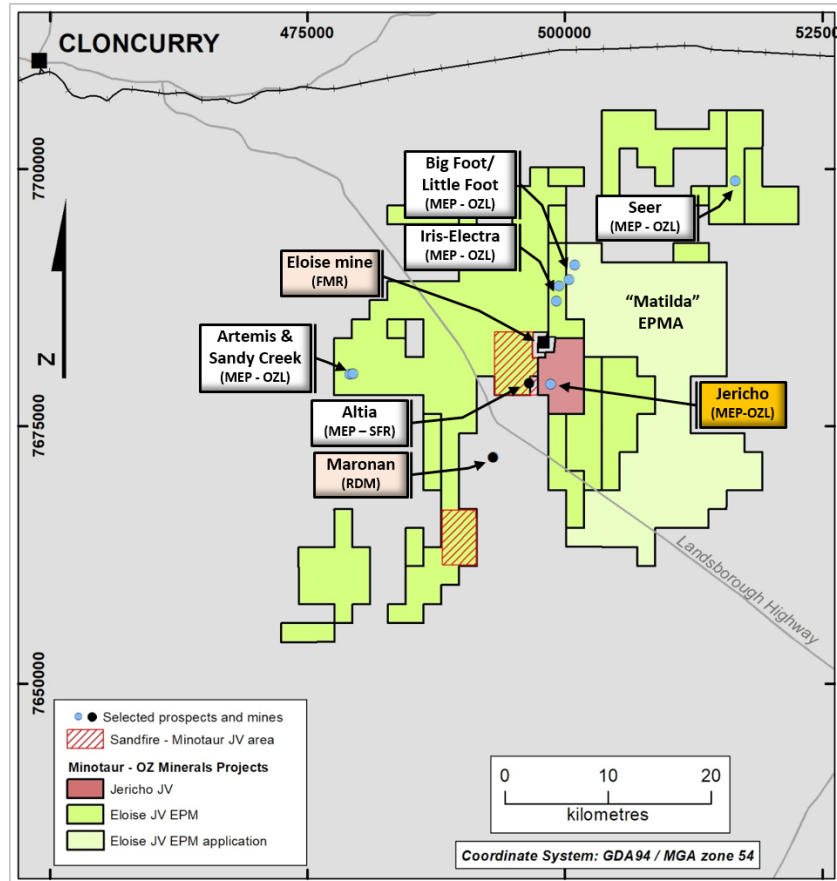 475000
500000
52500
CLONCURRY
7700000
Big Foot/
Little Foot
(MEP - OZL)
Seer
(MEP - OZL)
Iris-Electra
(MEP - OZL)
Eloise mine
(FMR)
"Matilda"
EPMA
N
Artemis &
Sandy Creek
(MEP - OZL)
Jericho
(MEP-OZL)
Altia
(MEP – SFR)
7675000
Maronan
(RDM)
Landsborough Highway
7650000
Selected prospects and mines
Sandfire - Minotaur JV area
Minotaur - OZ Minerals Projects
Jericho JV
Eloise JV EPM
Eloise JV EPM application
0 10 20
kilometres
Coordinate System: GDA94 / MGA zone 54